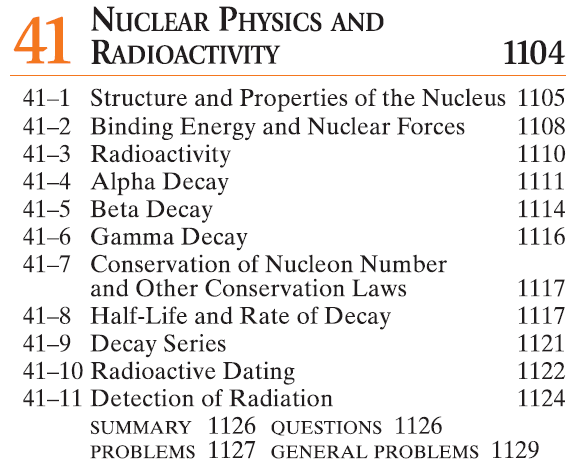 41 NUCLEAR PHYSICS AND
RADIOACTIVITY 1104
41–1 Structure and Properties of the Nucleus 1105
41–2 Binding Energy and Nuclear Forces 1108
41–3 Radioactivity 1110
41–4 Alpha Decay 1111
41–5 Beta Decay 1114
41–6 Gamma Decay 1116
41–7 Conservation of Nucleon Number
and Other Conservation Laws 1117
41–8 Half-Life and Rate of Decay 1117
41–9 Decay Series 1121
41–10 Radioactive Dating 1122
41–11 Detection of Radiation 1124
SUMMARY 1126 QUESTIONS 1126
PROBLEMS 1127 GENERAL PROBLEMS 1129